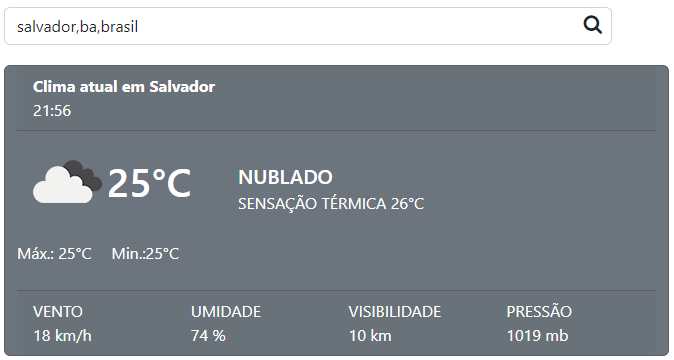 salvador,ba,brasil
Clima atual em Salvador
21:56
25°C
NUBLADO
SENSAÇÃO TÉRMICA 26°C
Máx.: 25°C Min.:25°C
VENTO UMIDADE VISIBILIDADE PRESSÃO
18 km/h 74 % 10 km 1019 mb